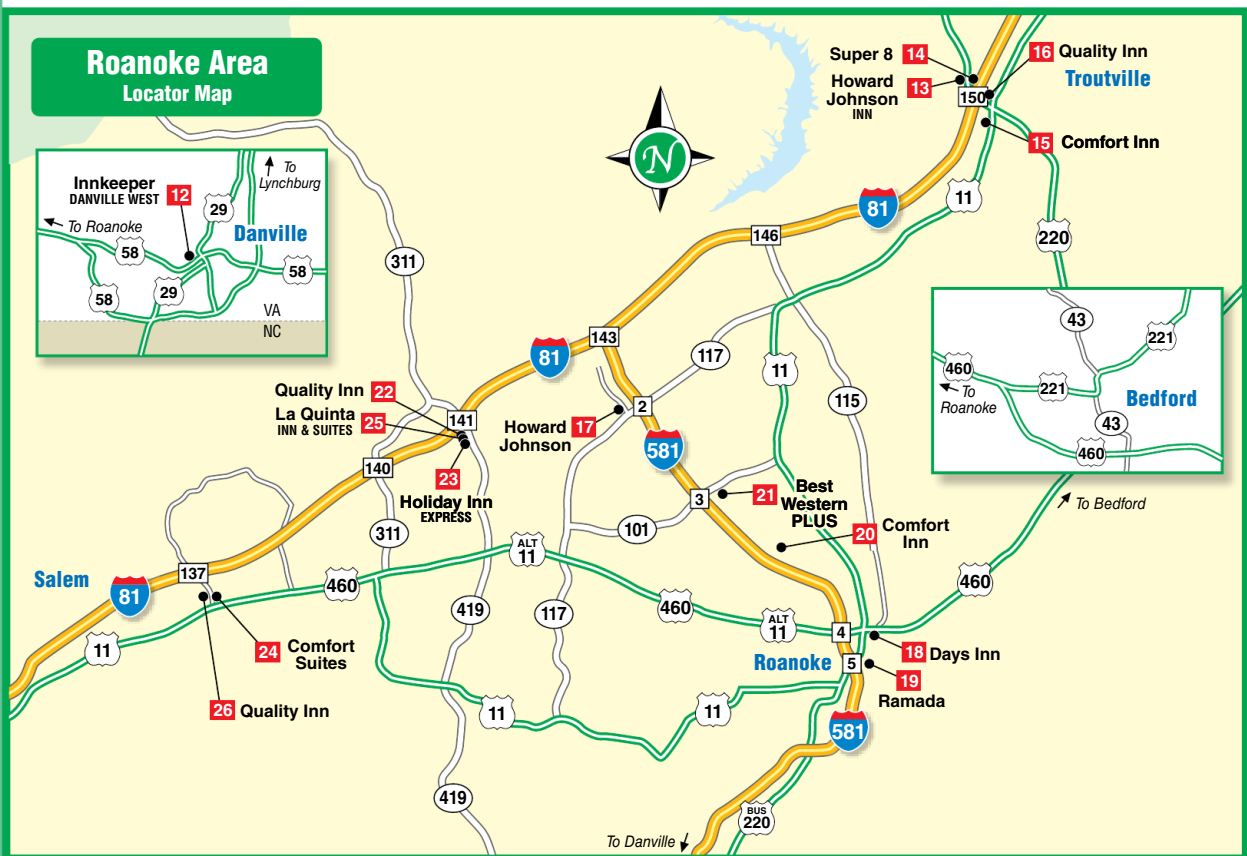 Roanoke Area
Locator Map
Innkeeper
DANVILLE WEST
12
29
To
Lynchburg
To Roanoke
58
Danville
58
58
29
VA
NC
N
Super 8 14
Howard
Johnson
INN
13
16 Quality Inn
Troutville
150
15 Comfort Inn
81
11
220
146
311
143
81
117
11
115
43
221
460
To
Roanoke
221
Bedford
43
460
To Bedford
Quality Inn 22
La Quinta
INN & SUITES
25
141
140
23
Holiday Inn
EXPRESS
Howard
Johnson
17
2
581
3
21 Best
Western
PLUS
20 Comfort
Inn
101
311
ALT
11
137
Salem
81
460
460
460
419
117
ALT
11
4
11
24 Comfort
Suites
18 Days Inn
Roanoke
5
19
Ramada
26 Quality Inn
11
11
581
419
BUS
220
To Danville